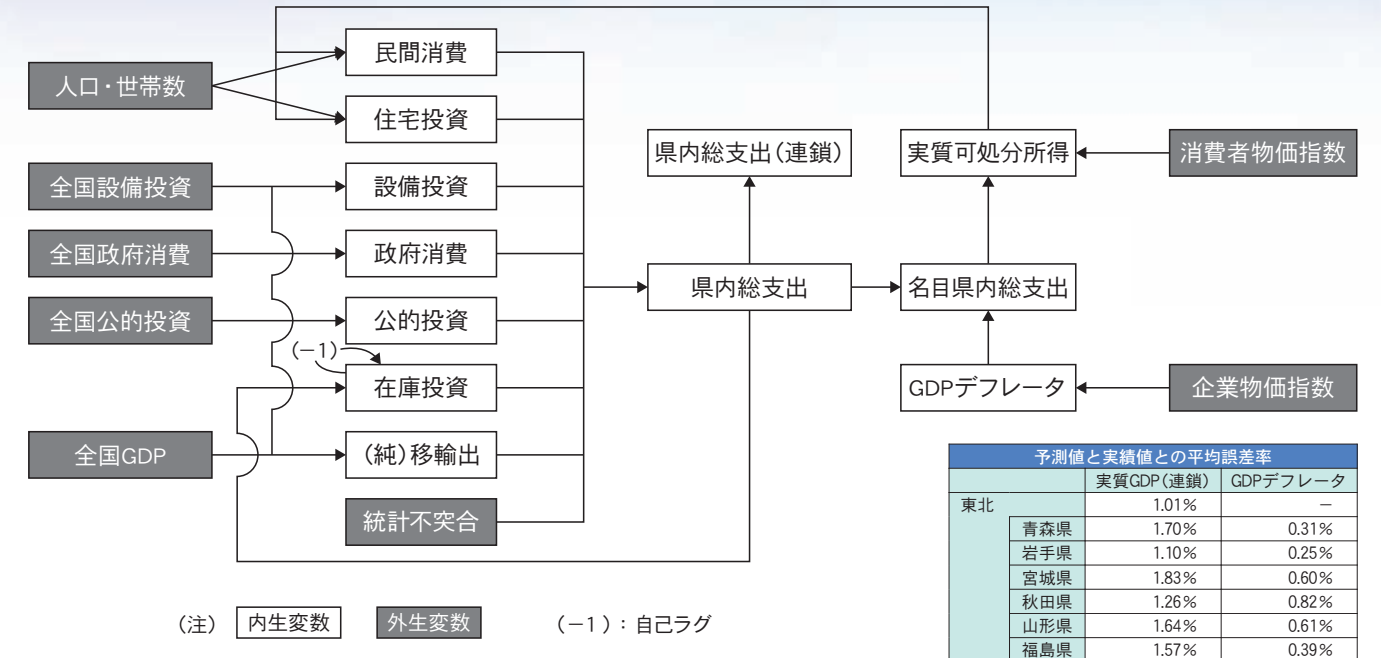 人口・世帯数
全国設備投資
全国政府消費
全国公的投資
全国GDP
民間消費
住宅投資
設備投資
政府消費
公的投資
(－1)
在庫投資
(純)移輸出
統計不突合
県内総支出(連鎖)
県内総支出
実質可処分所得
名目県内総支出
GDPデフレータ
消費者物価指数
企業物価指数
(注) 内生変数 外生変数 (－1)：自己ラグ
予測値と実績値との平均誤差率
実質GDP(連鎖) GDPデフレータ
東北 1.01% －
青森県 1.70% 0.31%
岩手県 1.10% 0.25%
宮城県 1.83% 0.60%
秋田県 1.26% 0.82%
山形県 1.64% 0.61%
福島県 1.57% 0.39%